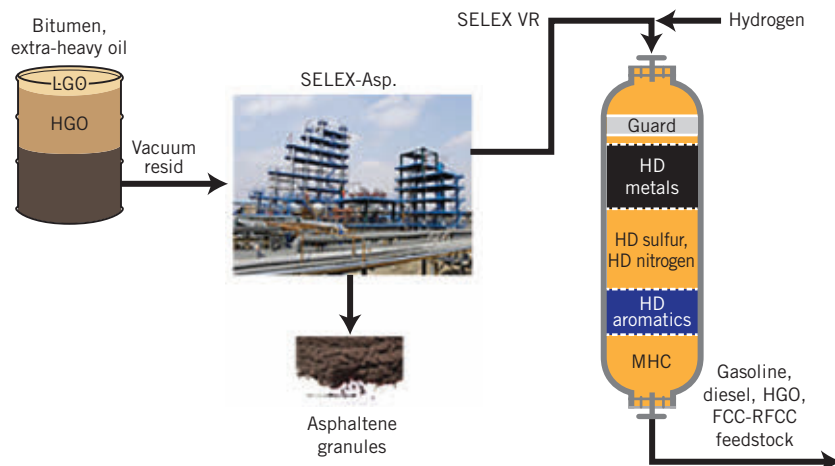 Bitumen,
extra-heavy oil
LGO
HGO
Vacuum
resid
SELEX-Asp.
Asphaltene
granules
SELEX VR
Hydrogen
Guard
HD
metals
HD sulfur,
HD nitrogen
HD
aromatics
MHC
Gasoline,
diesel, HGO,
FCC-RFCC
feedstock